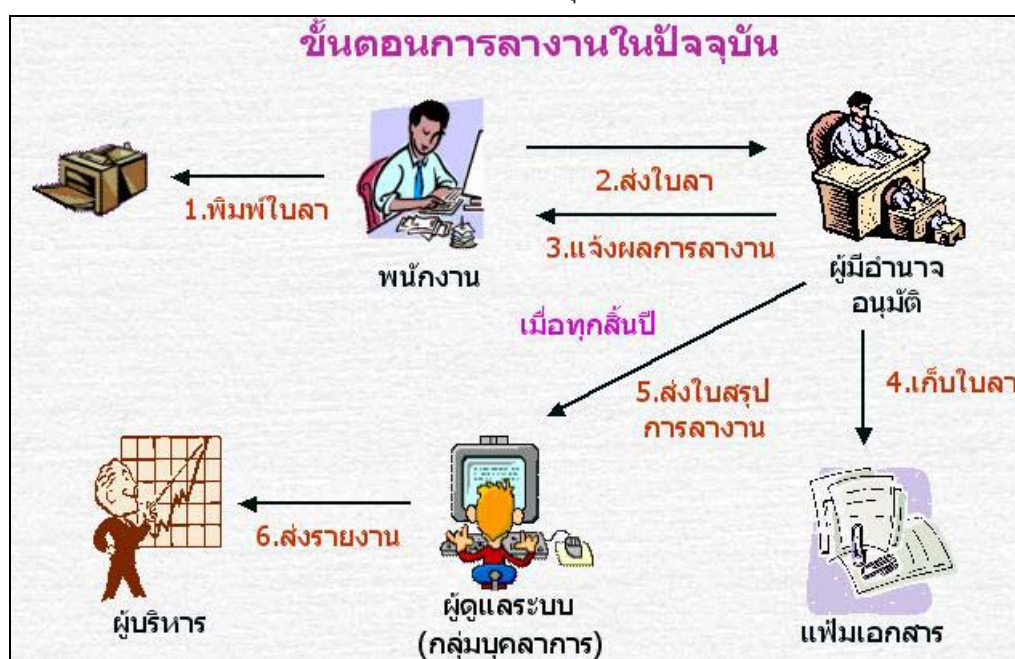 ขั้นตอนการลางานในปัจจุบัน
1.พิมพ์ใบลา
พนักงาน
2.ส่งใบลา
3.แจ้งผลการลางาน
ผู้มีอำนาจ
อนุมัติ
เมื่อทุกสิ้นปี
5.ส่งใบสรุป
การลางาน
4.เก็บใบลา
6.ส่งรายงาน
ผู้บริหาร
ผู้ดูแลระบบ
(กลุ่มบุคลาการ)
แฟ้มเอกสาร